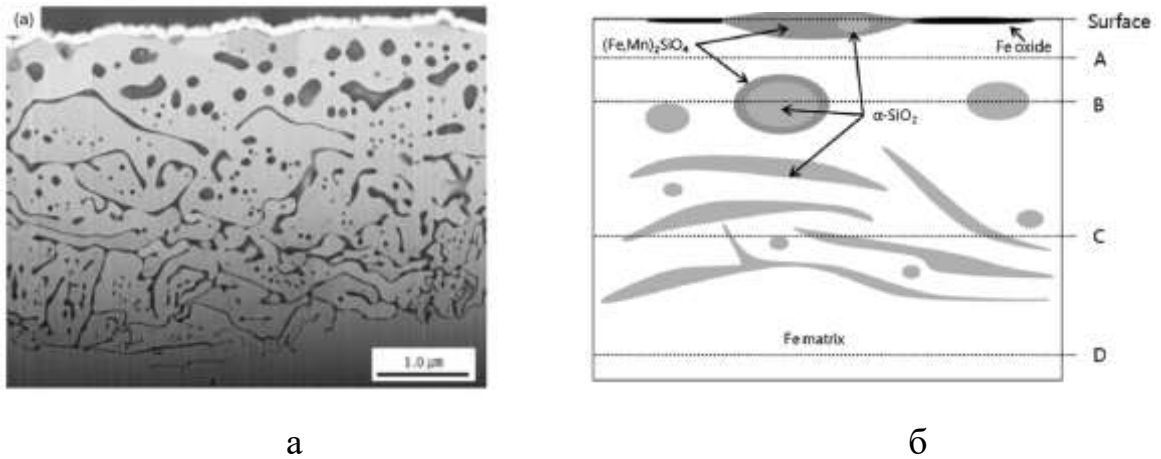 (a)
1.0 μm
Surface
(Fe,Mn)₂SiO₄
Fe oxide
A
B
α-SiO₂
C
Fe matrix
D
а
б